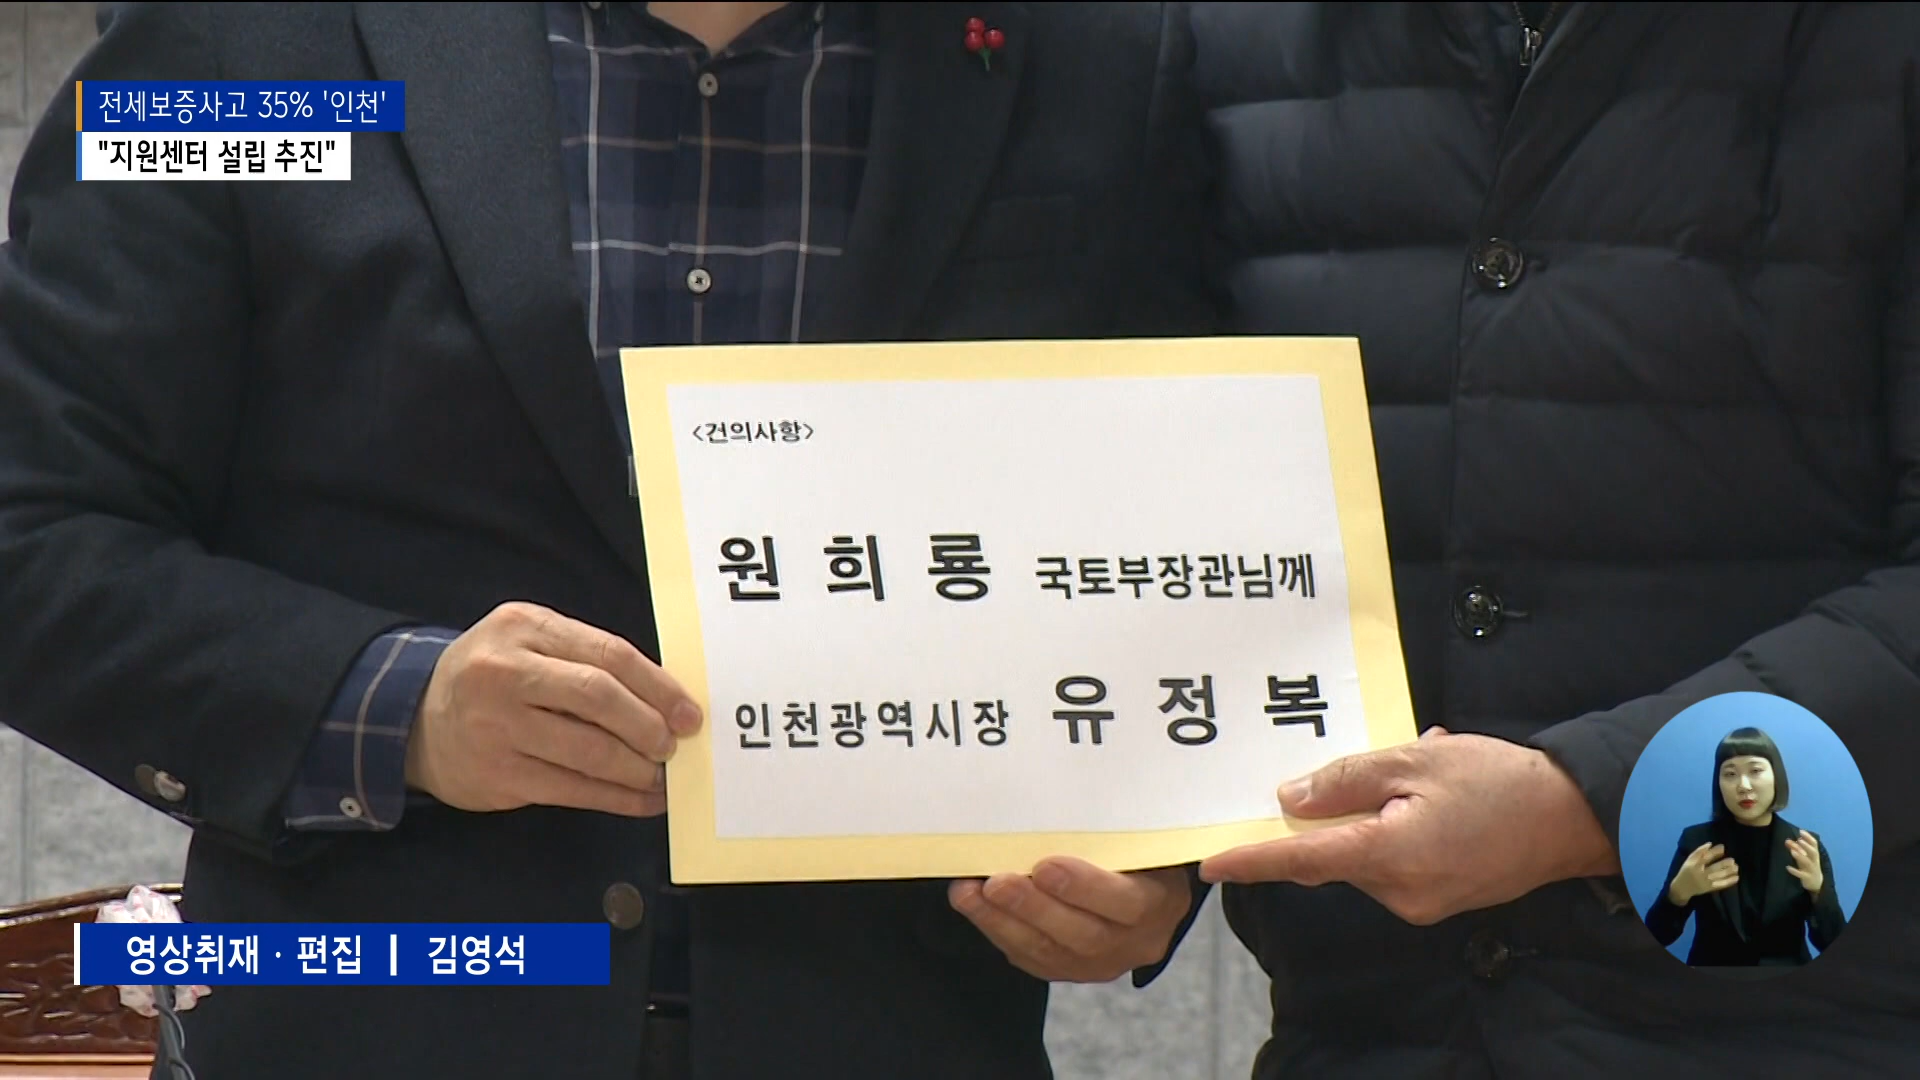 전세보증사고 35% '인천'
"지원센터 설립 추진"
<건의사항>
원 희 룡 국토부장관님께
인천광역시장 유 정 복
영상취재 · 편집 | 김영석